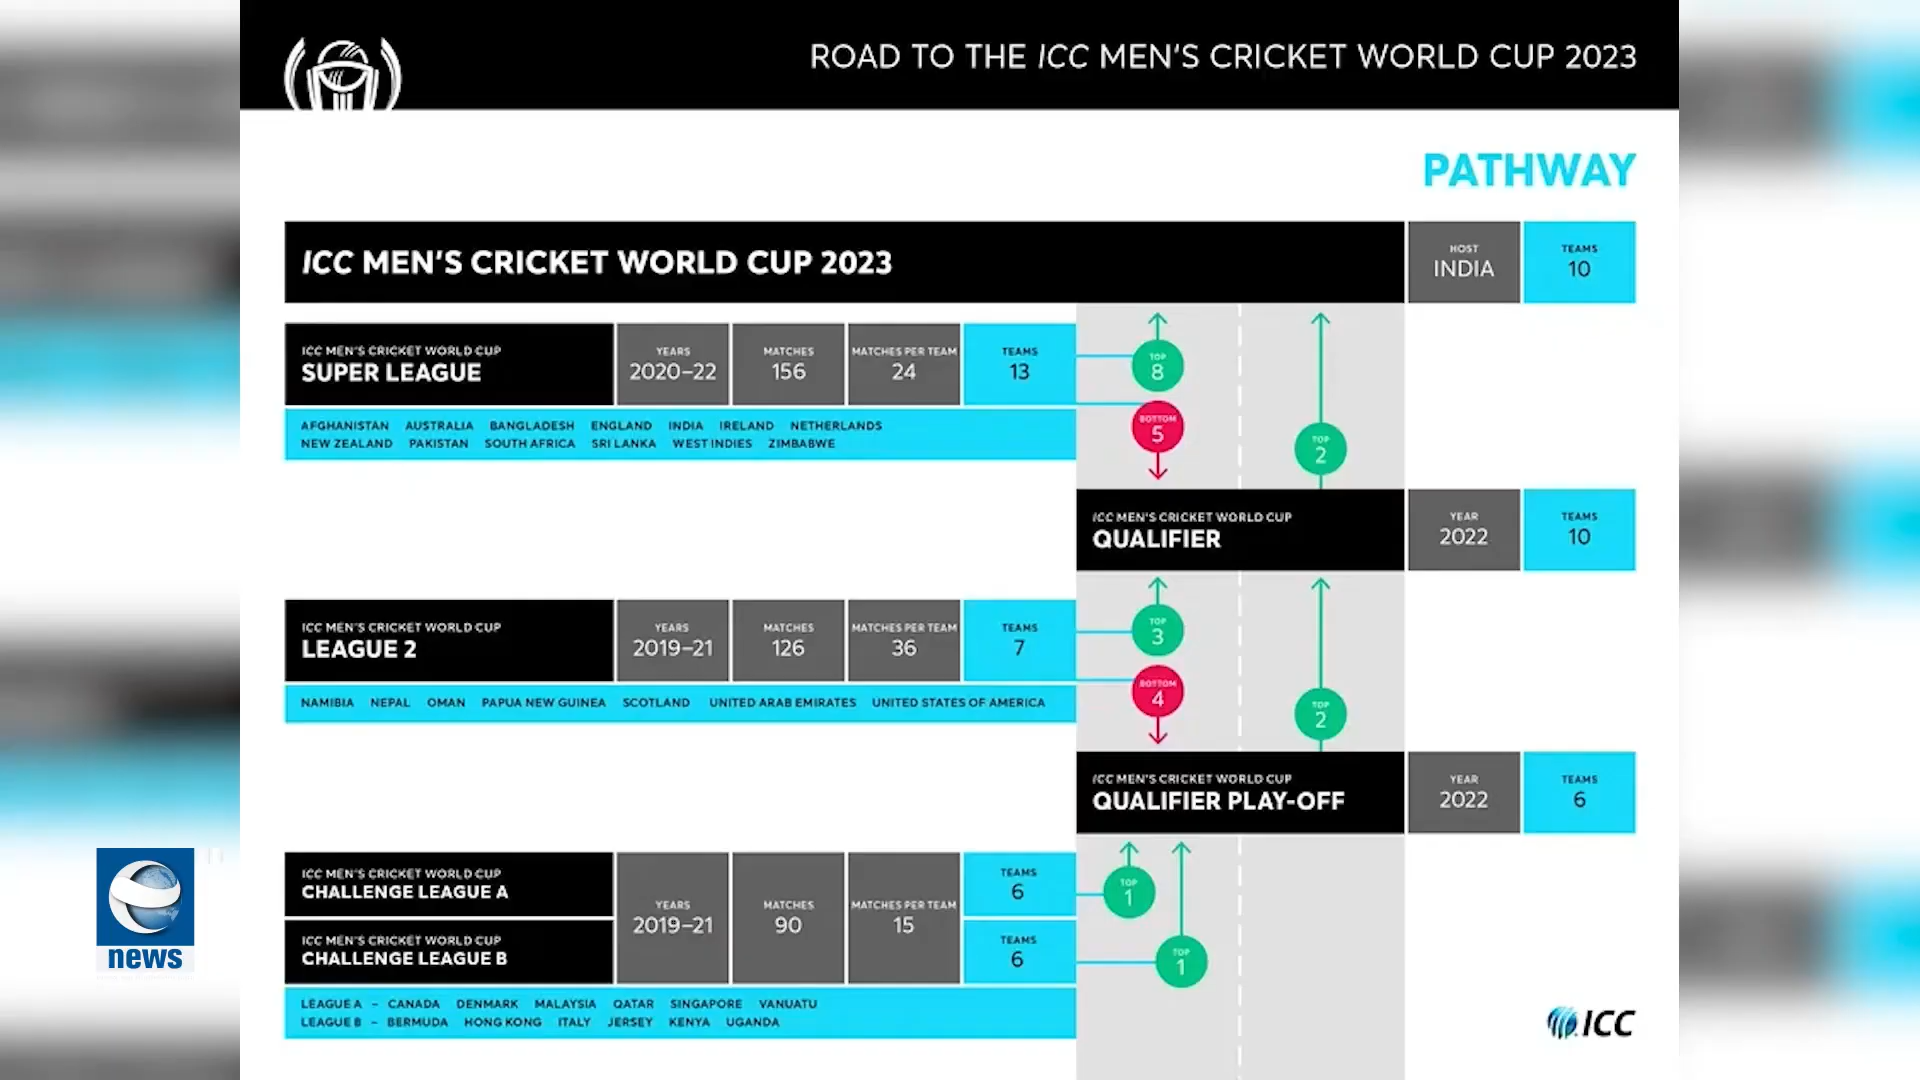 ROAD TO THE ICC MEN'S CRICKET WORLD CUP 2023
PATHWAY
ICC MEN'S CRICKET WORLD CUP 2023
HOST
INDIA
TEAMS
10
ICC MEN'S CRICKET WORLD CUP
SUPER LEAGUE
YEARS
2020–22
MATCHES
156
MATCHES PER TEAM
24
TEAMS
13
TOP
8
AFGHANISTAN AUSTRALIA BANGLADESH ENGLAND INDIA IRELAND NETHERLANDS
NEW ZEALAND PAKISTAN SOUTH AFRICA SRI LANKA WEST INDIES ZIMBABWE
BOTTOM
5
TOP
2
ICC MEN'S CRICKET WORLD CUP
QUALIFIER
YEAR
2022
TEAMS
10
ICC MEN'S CRICKET WORLD CUP
LEAGUE 2
YEARS
2019–21
MATCHES
126
MATCHES PER TEAM
36
TEAMS
7
TOP
3
NAMIBIA NEPAL OMAN PAPUA NEW GUINEA SCOTLAND UNITED ARAB EMIRATES UNITED STATES OF AMERICA
BOTTOM
4
TOP
2
ICC MEN'S CRICKET WORLD CUP
QUALIFIER PLAY-OFF
YEAR
2022
TEAMS
6
ICC MEN'S CRICKET WORLD CUP
CHALLENGE LEAGUE A
ICC MEN'S CRICKET WORLD CUP
CHALLENGE LEAGUE B
YEARS
2019–21
MATCHES
90
MATCHES PER TEAM
15
TEAMS
6
TEAMS
6
TOP
1
TOP
1
LEAGUE A – CANADA DENMARK MALAYSIA QATAR SINGAPORE VANUATU
LEAGUE B – BERMUDA HONG KONG ITALY JERSEY KENYA UGANDA
news
ICC